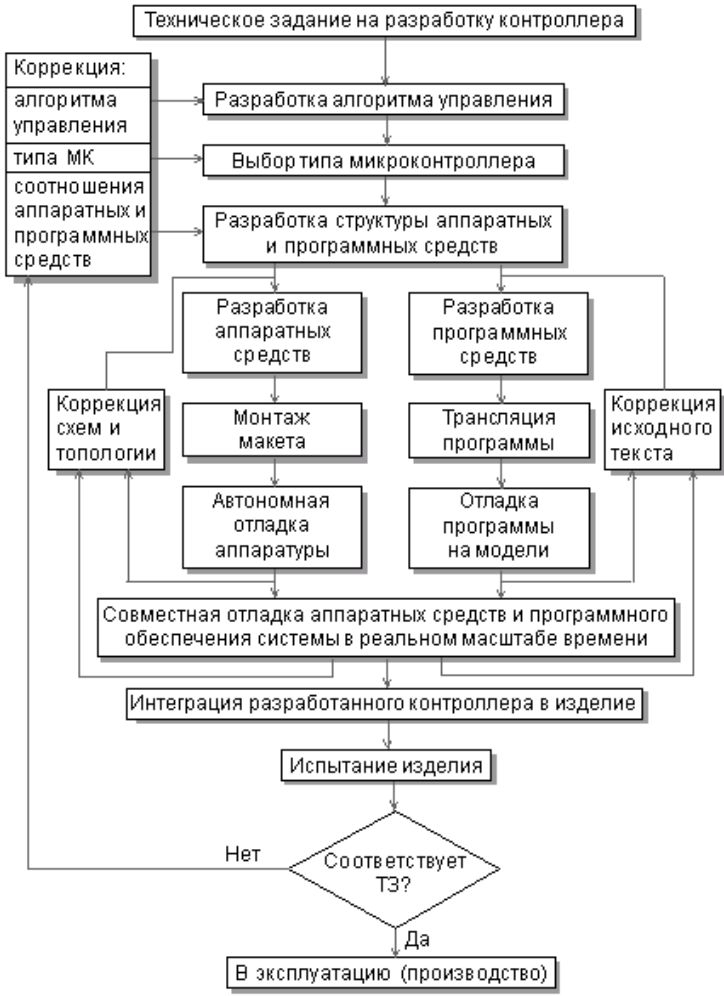 Техническое задание на разработку контроллера
Коррекция:
алгоритма
управления
типа МК
соотношения
аппаратных и
программных
средств
Разработка алгоритма управления
Выбор типа микроконтроллера
Разработка структуры аппаратных
и программных средств
Разработка
аппаратных
средств
Разработка
программных
средств
Коррекция
схем и
топологии
Монтаж
макета
Трансляция
программы
Коррекция
исходного
текста
Автономная
отладка
аппаратуры
Отладка
программы
на модели
Совместная отладка аппаратных средств и программного
обеспечения системы в реальном масштабе времени
Интеграция разработанного контроллера в изделие
Испытание изделия
Нет
Соответствует
ТЗ?
Да
В эксплуатацию (производство)